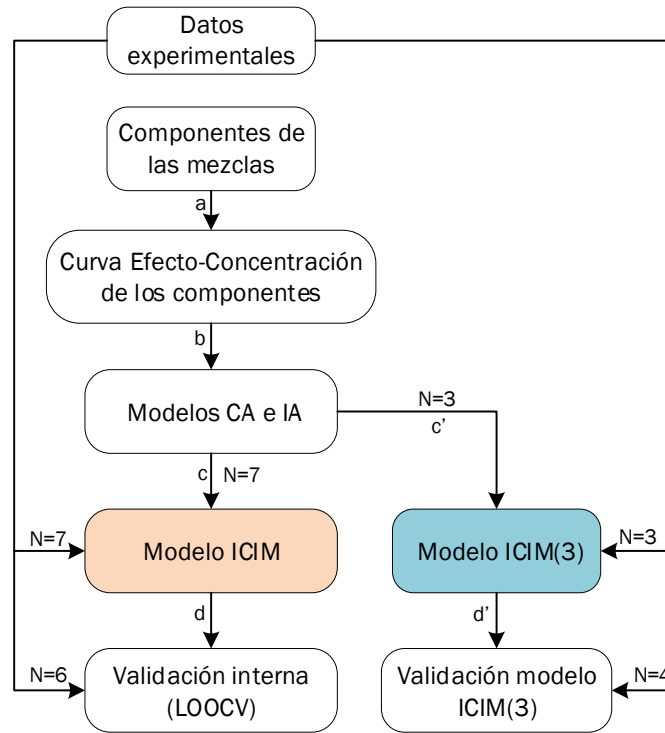 Datos
experimentales
Componentes de
las mezclas
a
Curva Efecto-Concentración
de los componentes
b
Modelos CA e IA
N=3
c'
c N=7
N=7
Modelo ICIM
Modelo ICIM(3)
N=3
d
d'
N=6
Validación interna
(LOOCV)
Validación modelo
ICIM(3)
N=4